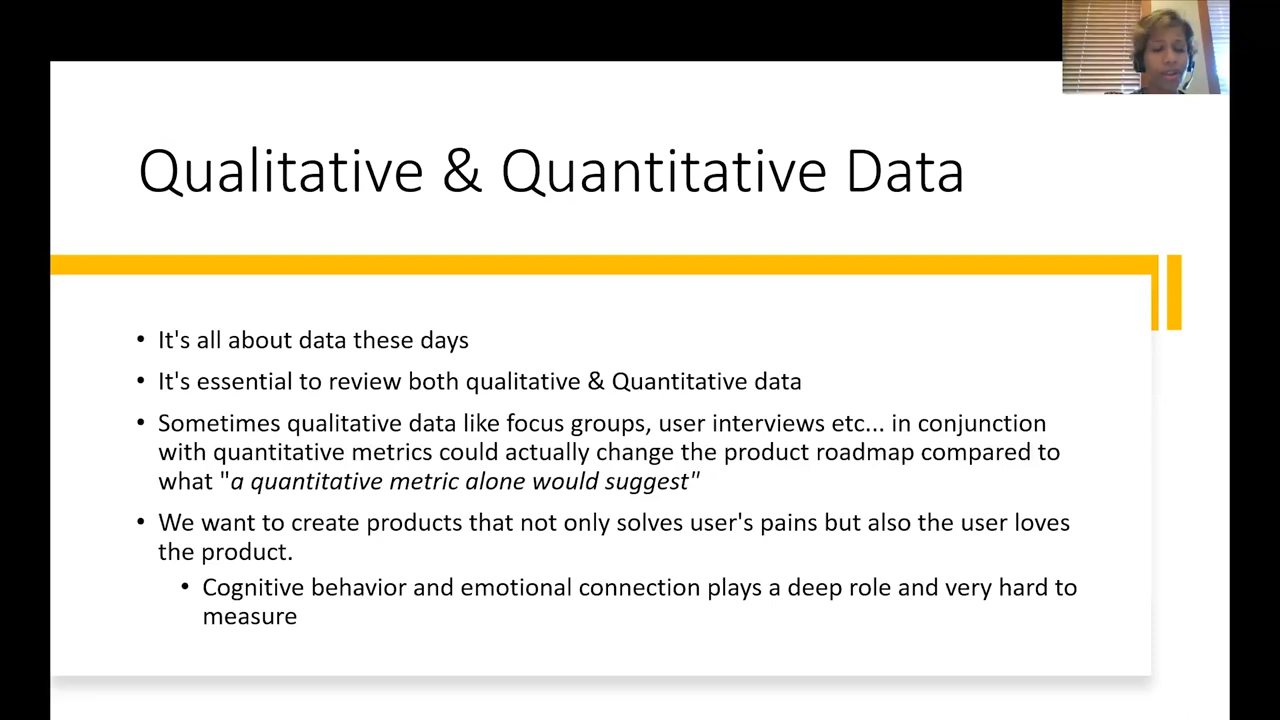 Qualitative & Quantitative Data
• It's all about data these days
• It's essential to review both qualitative & Quantitative data
• Sometimes qualitative data like focus groups, user interviews etc... in conjunction
with quantitative metrics could actually change the product roadmap compared to
what "a quantitative metric alone would suggest"
• We want to create products that not only solves user's pains but also the user loves
the product.
• Cognitive behavior and emotional connection plays a deep role and very hard to
measure